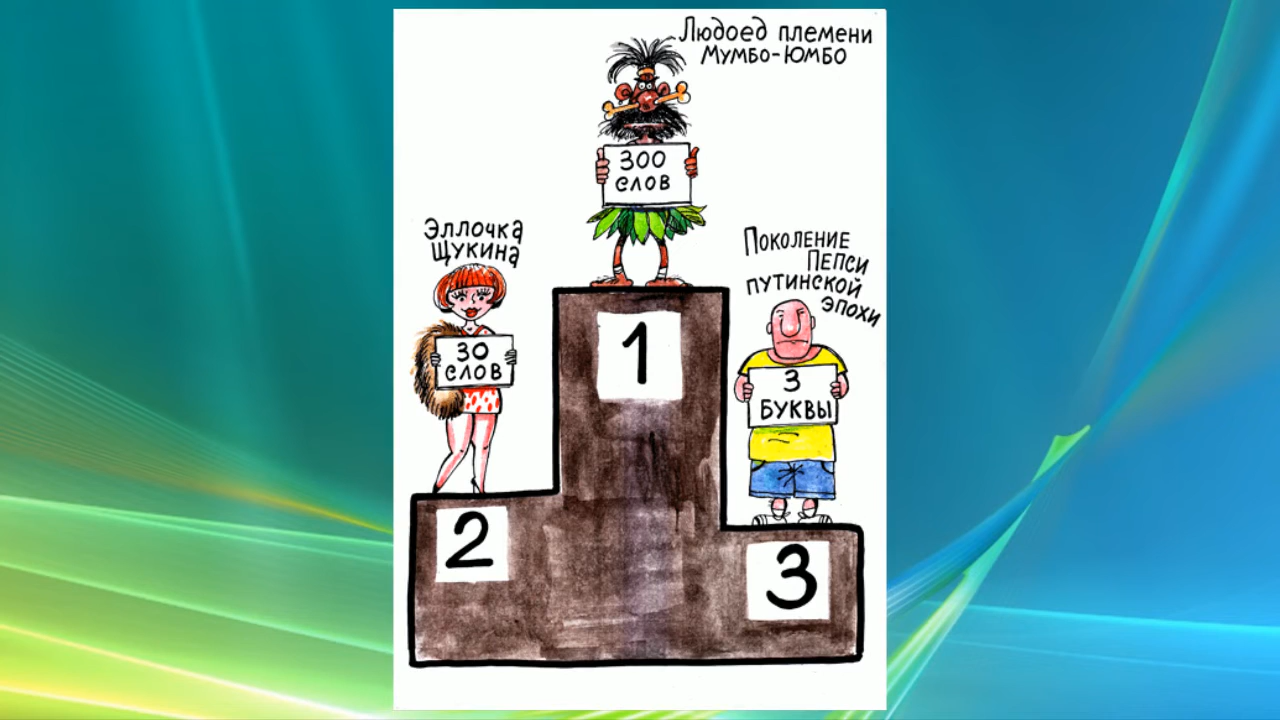 Людоед племени
Мумбо-Юмбо
300
слов
1
Эллочка
Щукина
30
слов
2
Поколение
Пепси
путинской
эпохи
3
буквы
3